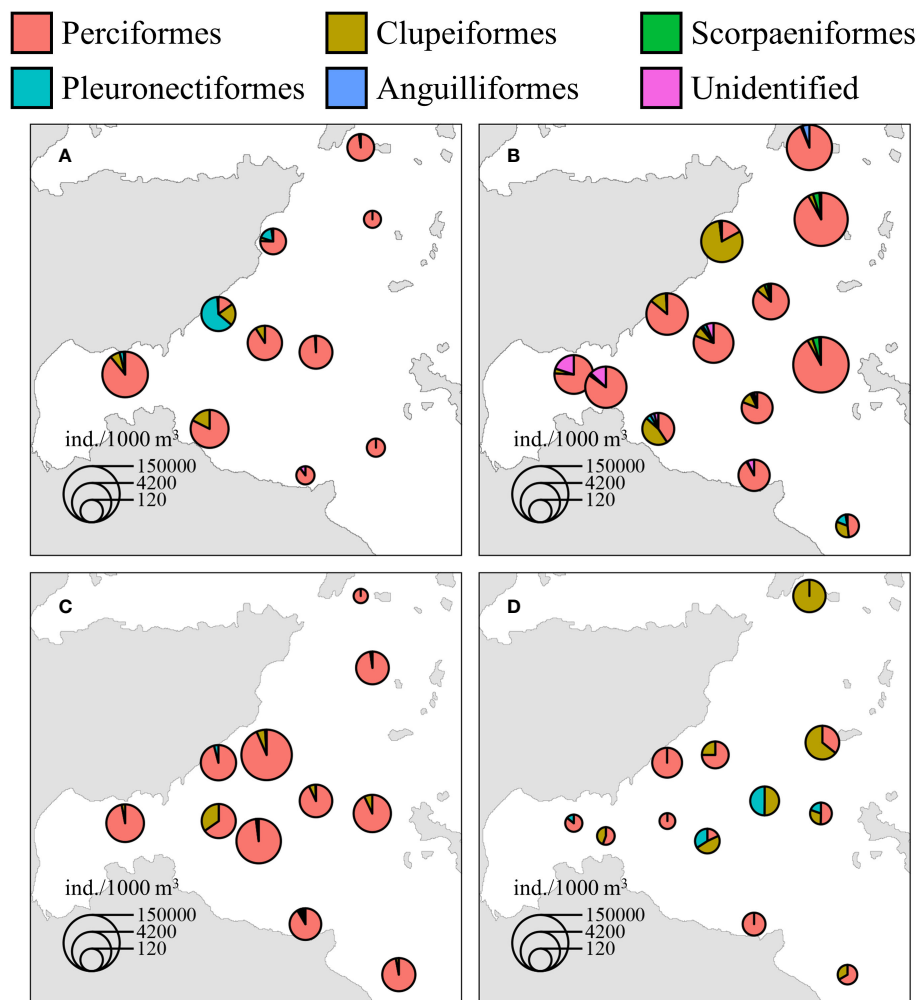 Perciformes Clupeiformes Scorpaeniformes
Pleuronectiformes Anguilliformes Unidentified
A
ind./1000 m³
150000
4200
120
B
ind./1000 m³
150000
4200
120
C
ind./1000 m³
150000
4200
120
D
ind./1000 m³
150000
4200
120